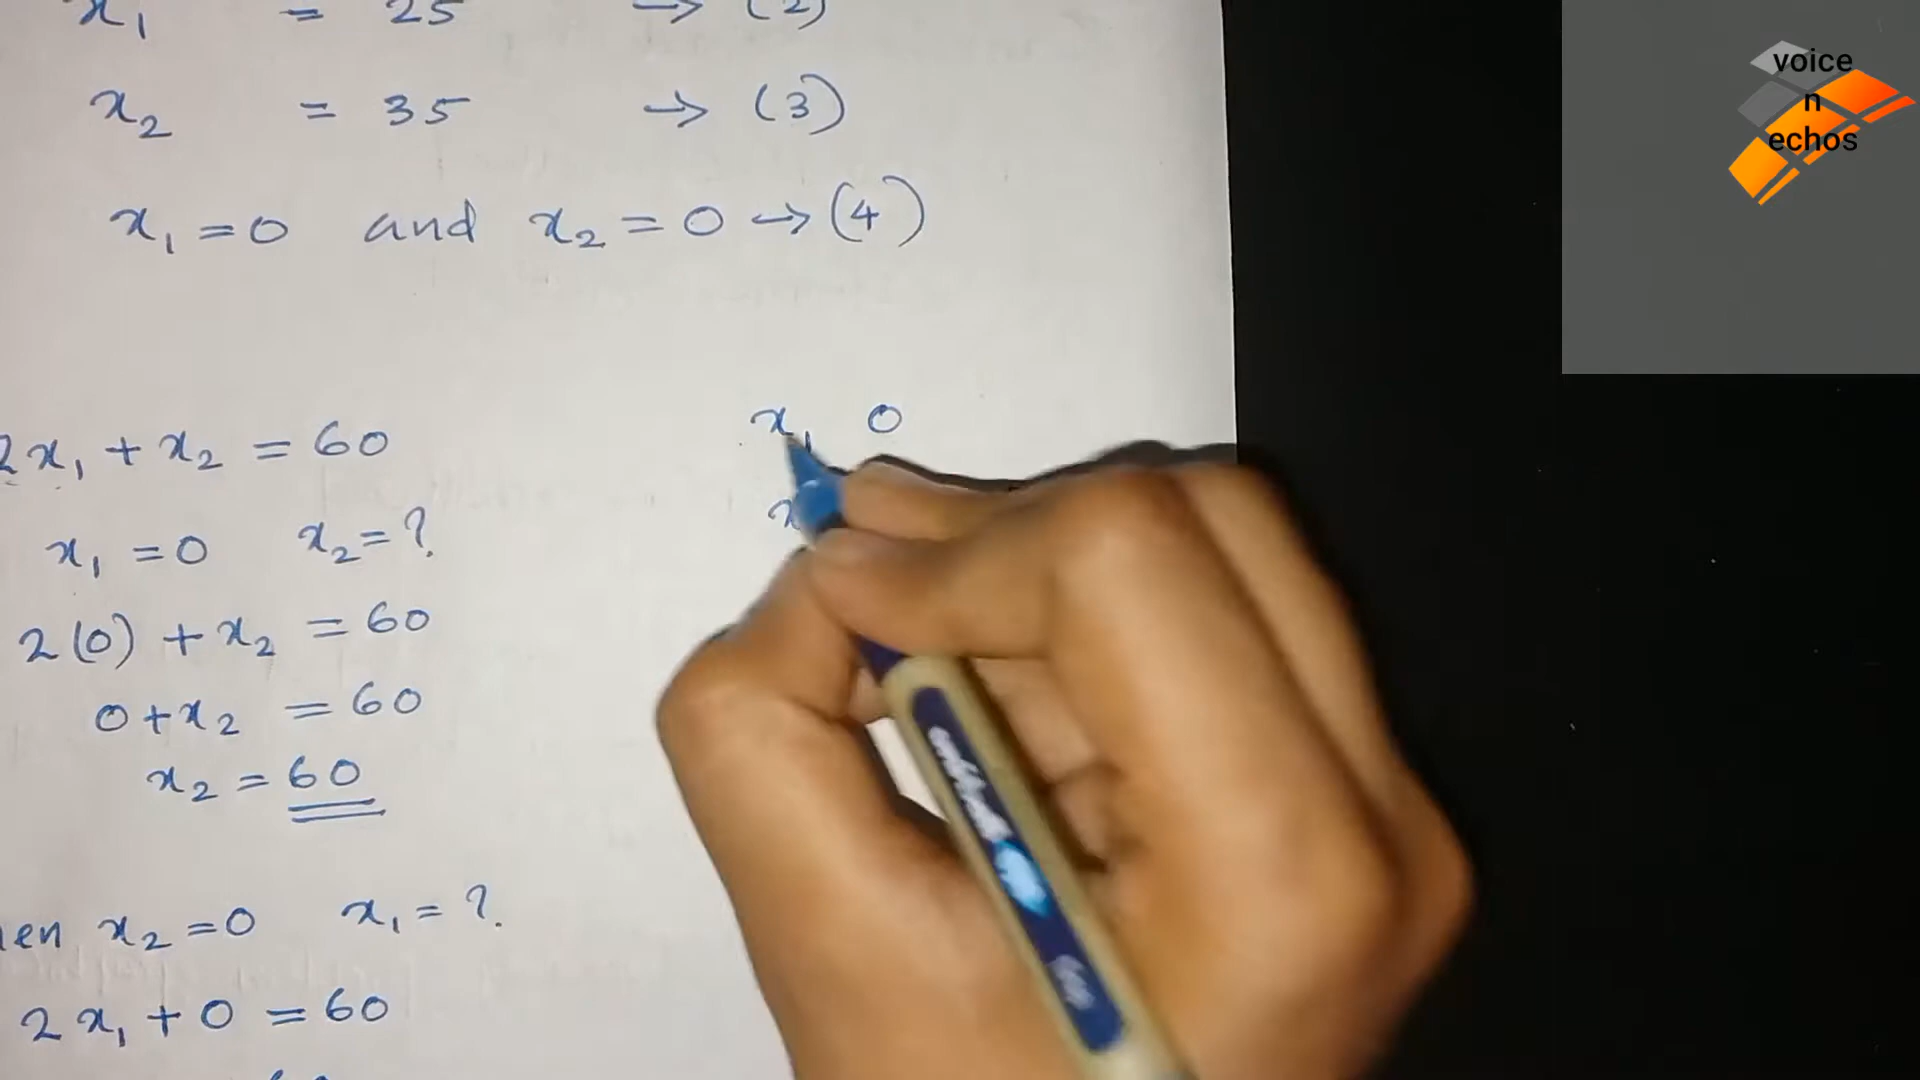 x₁ = 25 → (2)
x₂ = 35 → (3)
x₁ = 0 and x₂ = 0 → (4)
2x₁ + x₂ = 60
x₁ = 0 x₂ = ?
2(0) + x₂ = 60
0 + x₂ = 60
x₂ = 60
x₂ = 0 x₁ = ?
2x₁ + 0 = 60
x₁ 0
x
voice
n
echos